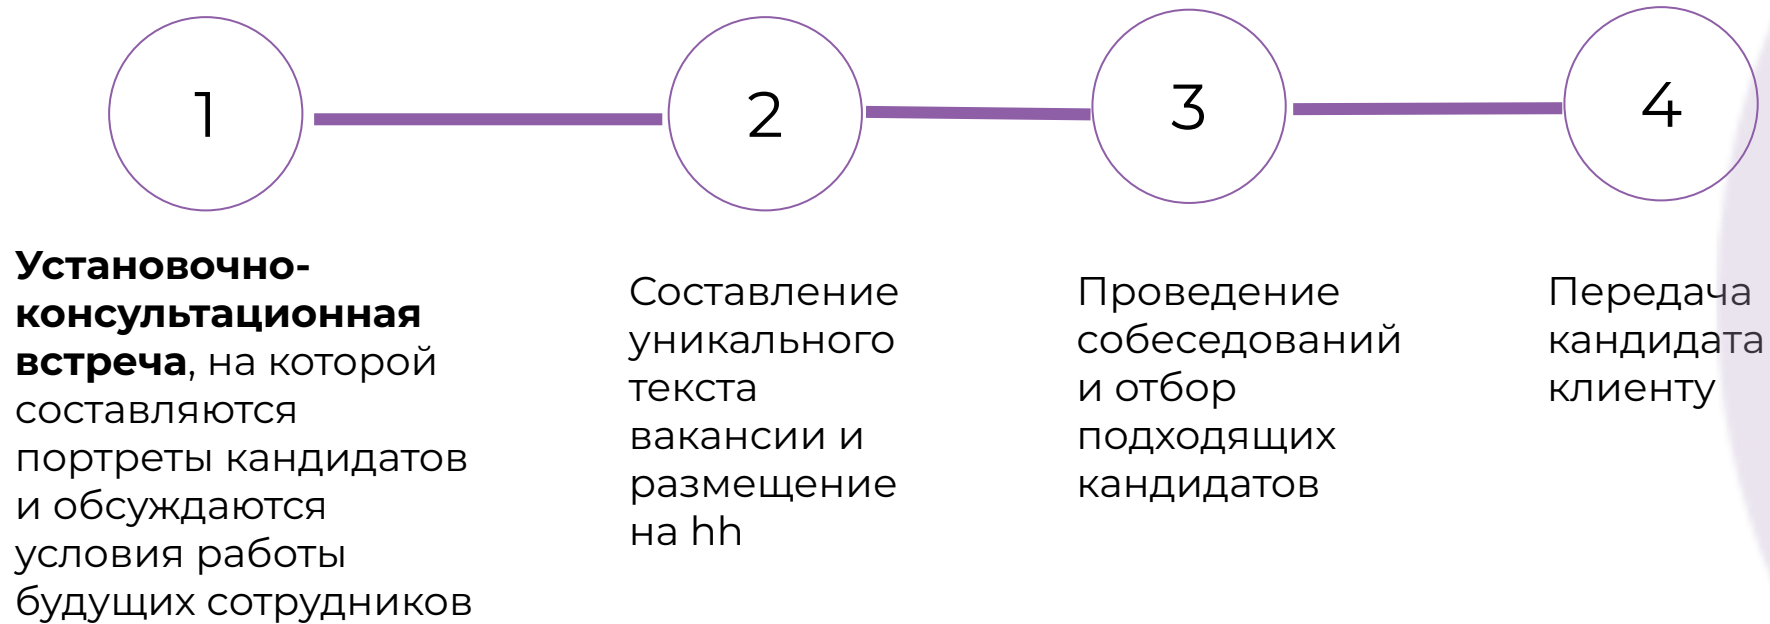 1
2
3
4
Установочно-
консультационная
встреча, на которой
составляются
портреты кандидатов
и обсуждаются
условия работы
будущих сотрудников
Составление
уникального
текста
вакансии и
размещение
на hh
Проведение
собеседований
и отбор
подходящих
кандидатов
Передача
кандидата
клиенту